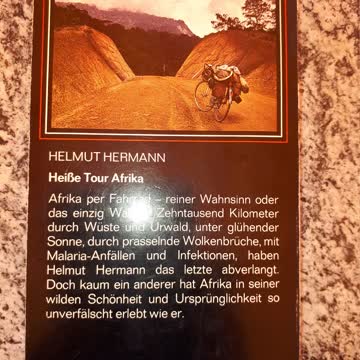 HELMUT HERMANN
Heiße Tour Afrika
Afrika per – reiner Wahnsinn oder
das einzig Zehntausend Kilometer
durch Wüste und Urwald, unter glühender
Sonne, durch prasselnde Wolkenbrüche, mit
Malaria-Anfällen und Infektionen, haben
Helmut Hermann das letzte abverlangt.
Doch kaum ein anderer hat Afrika in seiner
wilden Schönheit und Ursprünglichkeit so
unverfälscht erlebt wie er.